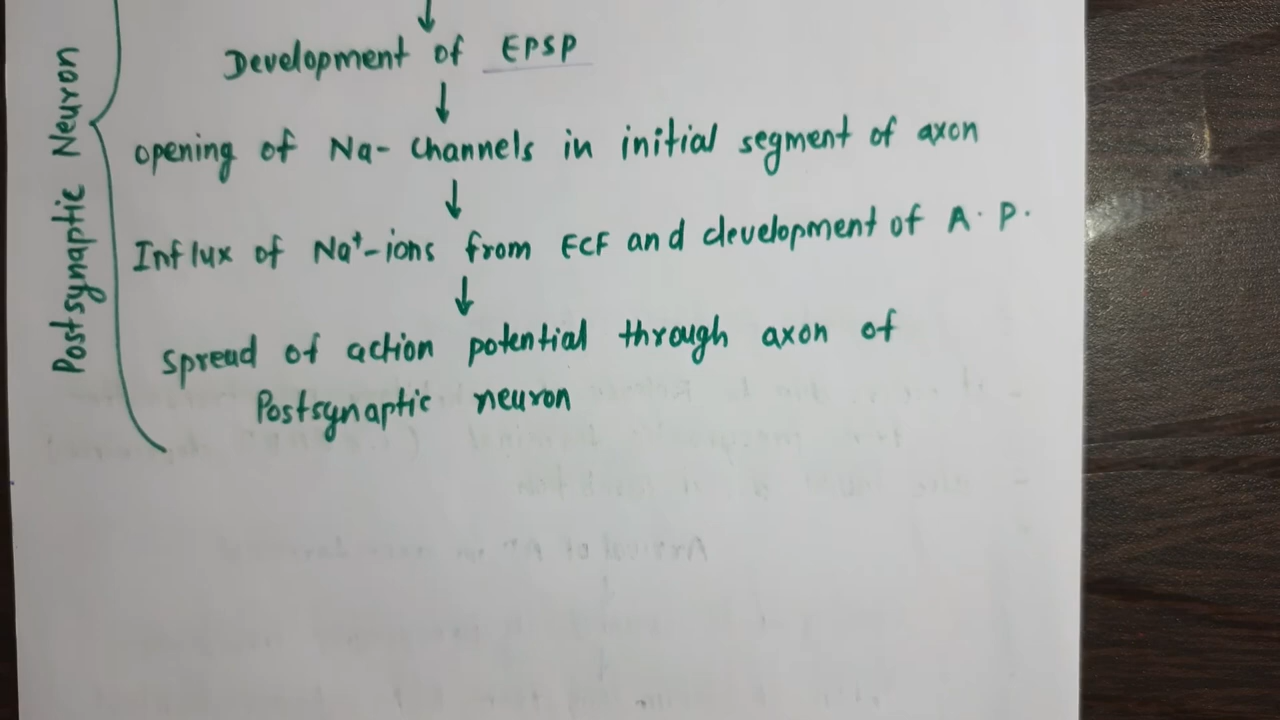 Postsynaptic Neuron
↓
Development of EPSP
↓
opening of Na- channels in initial segment of axon
↓
Influx of Na⁺-ions from ECF and development of A.P.
↓
spread of action potential through axon of
Postsynaptic neuron